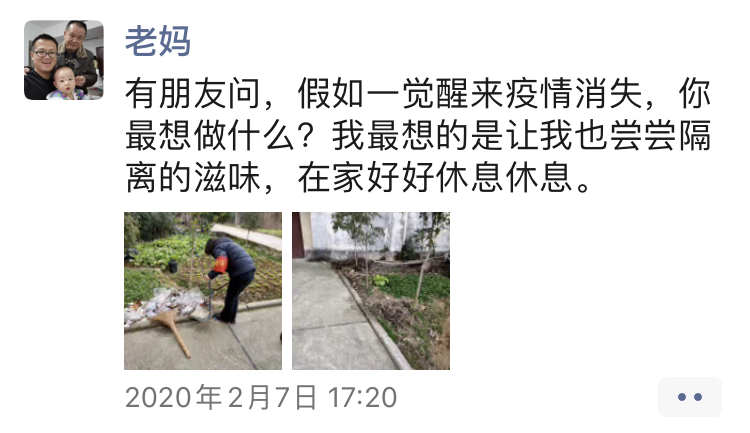 老妈
有朋友问，假如一觉醒来疫情消失，你
最想做什么？我最想的是让我也尝尝隔
离的滋味，在家好好休息休息。
2020年2月7日 17:20